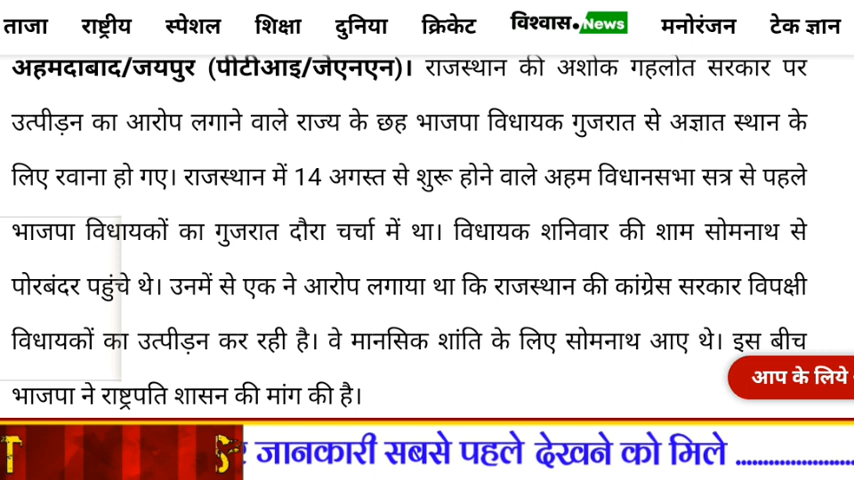 ताजा राष्ट्रीय स्पेशल शिक्षा दुनिया क्रिकेट विश्वास.News मनोरंजन टेक ज्ञान
अहमदाबाद/जयपुर (पीटीआइ/जेएनएन)। राजस्थान की अशोक गहलोत सरकार पर
उत्पीड़न का आरोप लगाने वाले राज्य के छह भाजपा विधायक गुजरात से अज्ञात स्थान के
लिए रवाना हो गए। राजस्थान में 14 अगस्त से शुरू होने वाले अहम विधानसभा सत्र से पहले
भाजपा विधायकों का गुजरात दौरा चर्चा में था। विधायक शनिवार की शाम सोमनाथ से
पोरबंदर पहुंचे थे। उनमें से एक ने आरोप लगाया था कि राजस्थान की कांग्रेस सरकार विपक्षी
विधायकों का उत्पीड़न कर रही है। वे मानसिक शांति के लिए सोमनाथ आए थे। इस बीच
भाजपा ने राष्ट्रपति शासन की मांग की है।
आप के लिये
जानकारी सबसे पहले देखने को मिले ..................